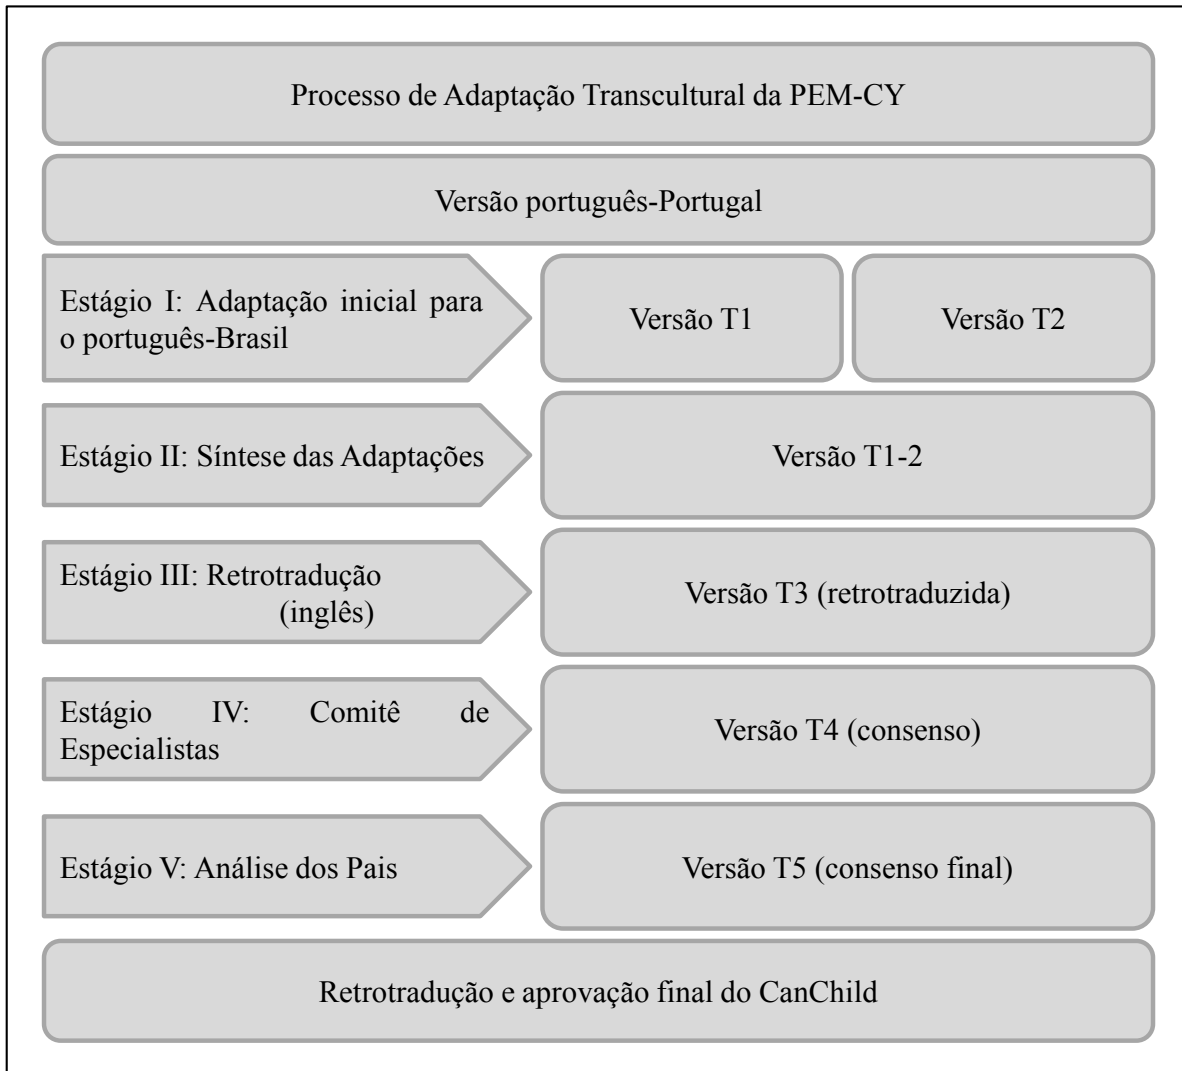 Processo de Adaptação Transcultural da PEM-CY
Versão português-Portugal
Estágio I: Adaptação inicial para
o português-Brasil
Versão T1
Versão T2
Estágio II: Síntese das Adaptações
Versão T1-2
Estágio III: Retrotradução
(inglês)
Versão T3 (retrotraduzida)
Estágio IV: Comitê de
Especialistas
Versão T4 (consenso)
Estágio V: Análise dos Pais
Versão T5 (consenso final)
Retrotradução e aprovação final do CanChild